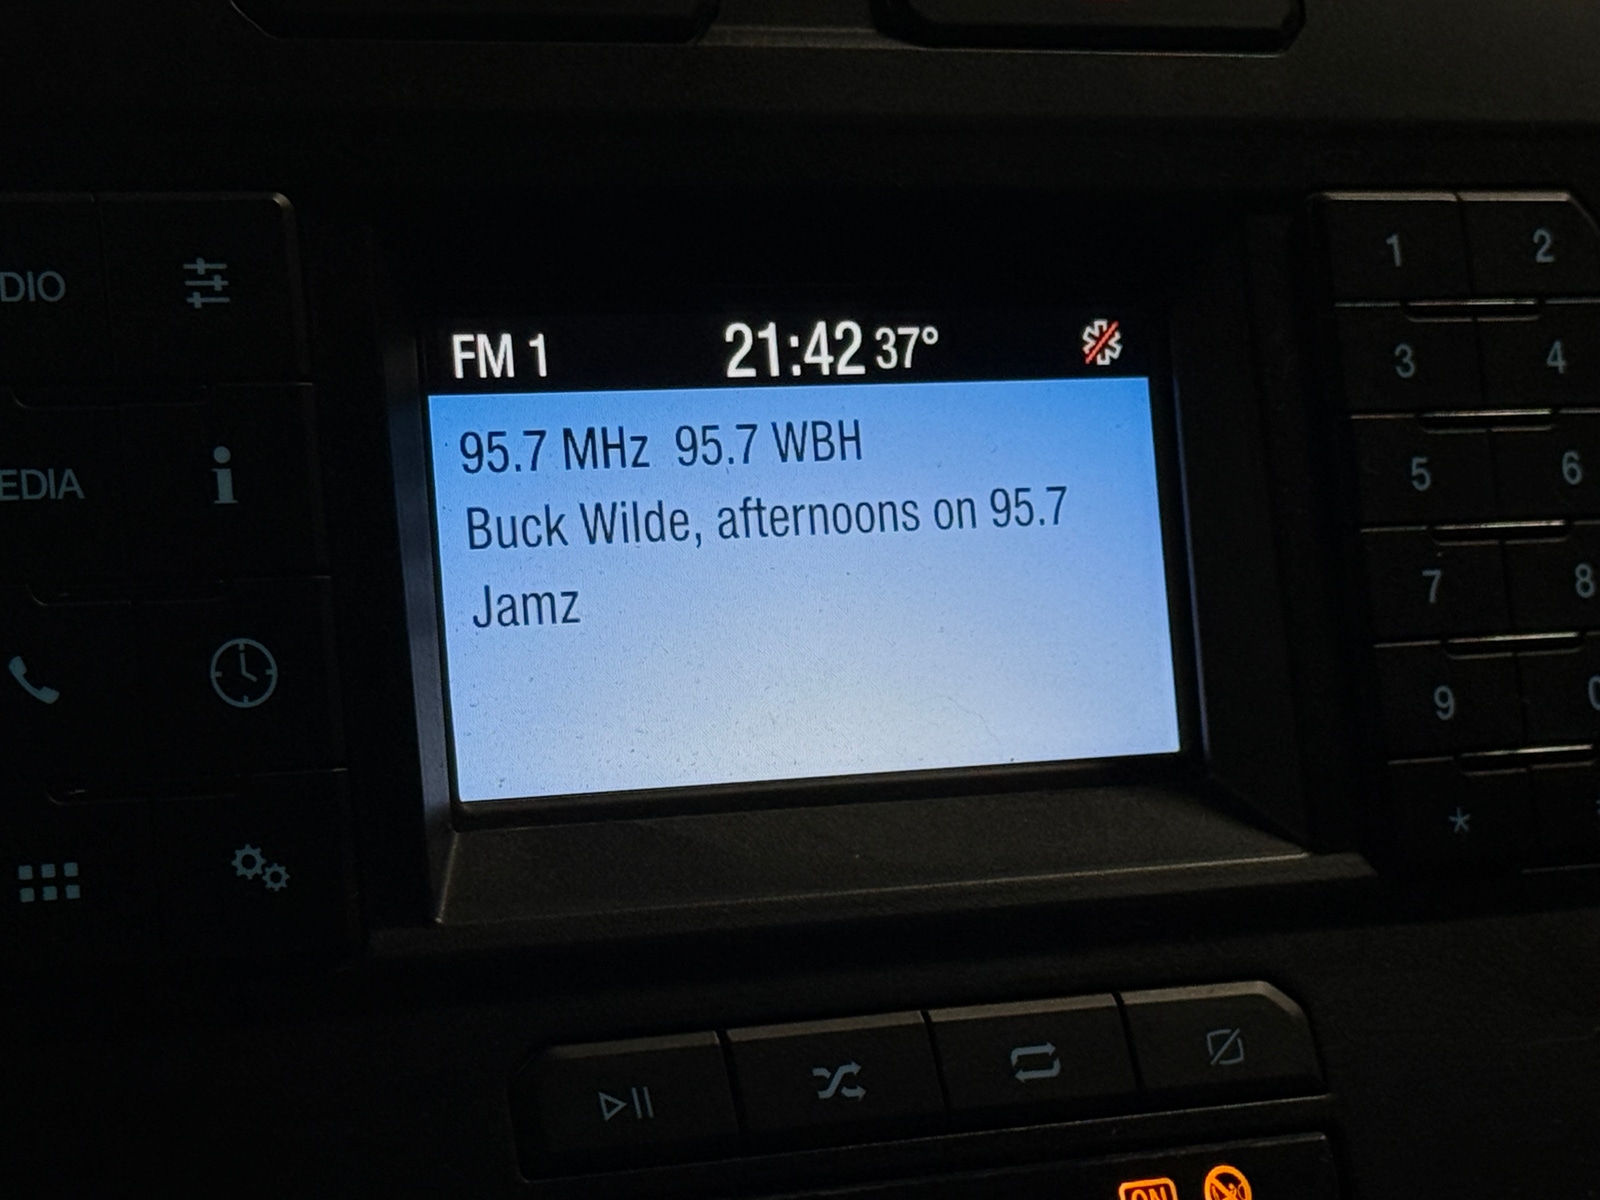 FM 1 21:42 37°
95.7 MHz 95.7 WBH
Buck Wilde, afternoons on 95.7
Jamz
DIO
EDIA
1 2
3 4
5 6
7 8
9
*
ON